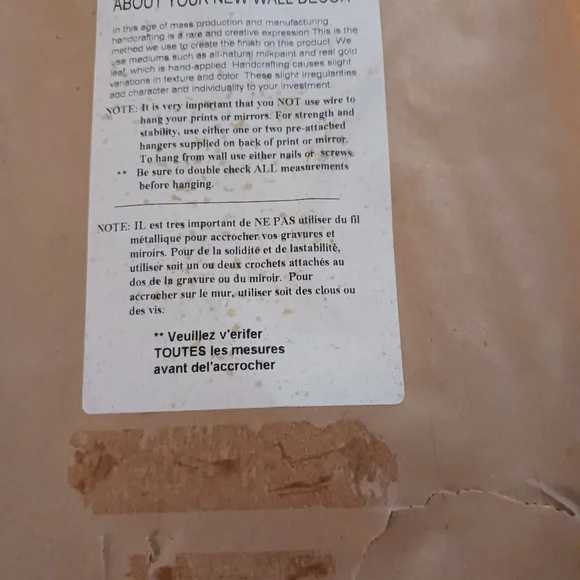 ABOUT YOUR NEW WALL DECOR
In this age of mass production and manufacturing,
handcrafting is a rare and creative expression This is the
method we use to create the finish on this product. We
use mediums such as all-natural milkpaint and real gold
leaf, which is hand-applied. Handcrafting causes slight
variations in texture and color. These slight irregularities
add character and individuality to your investment.
NOTE: It is very important that you NOT use wire to
hang your prints or mirrors. For strength and
stability, use either one or two pre-attached
hangers supplied on back of print or mirror.
To hang from wall use either nails or screws.
** Be sure to double check ALL measurements
before hanging.
NOTE: IL est tres important de NE PAS utiliser du fil
métallique pour accrocher vos gravures et
miroirs. Pour de la solidité et de lastabilité,
utiliser soit un ou deux crochets attachés au
dos de la gravure ou du miroir. Pour
accrocher sur le mur, utiliser soit des clous ou
des vis.
** Veuillez v'erifer
TOUTES les mesures
avant del'accrocher